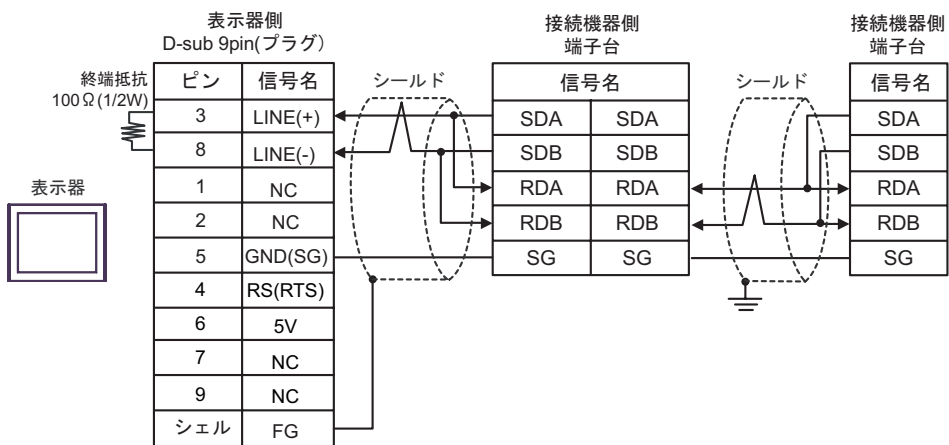 表示器側
D-sub 9pin(プラグ)
終端抵抗
100Ω(1/2W)
表示器
ピン 信号名
3 LINE(+)
8 LINE(-)
1 NC
2 NC
5 GND(SG)
4 RS(RTS)
6 5V
7 NC
9 NC
シェル FG
シールド
接続機器側
端子台
信号名
SDA SDA
SDB SDB
RDA RDA
RDB RDB
SG SG
シールド
接続機器側
端子台
信号名
SDA
SDB
RDA
RDB
SG